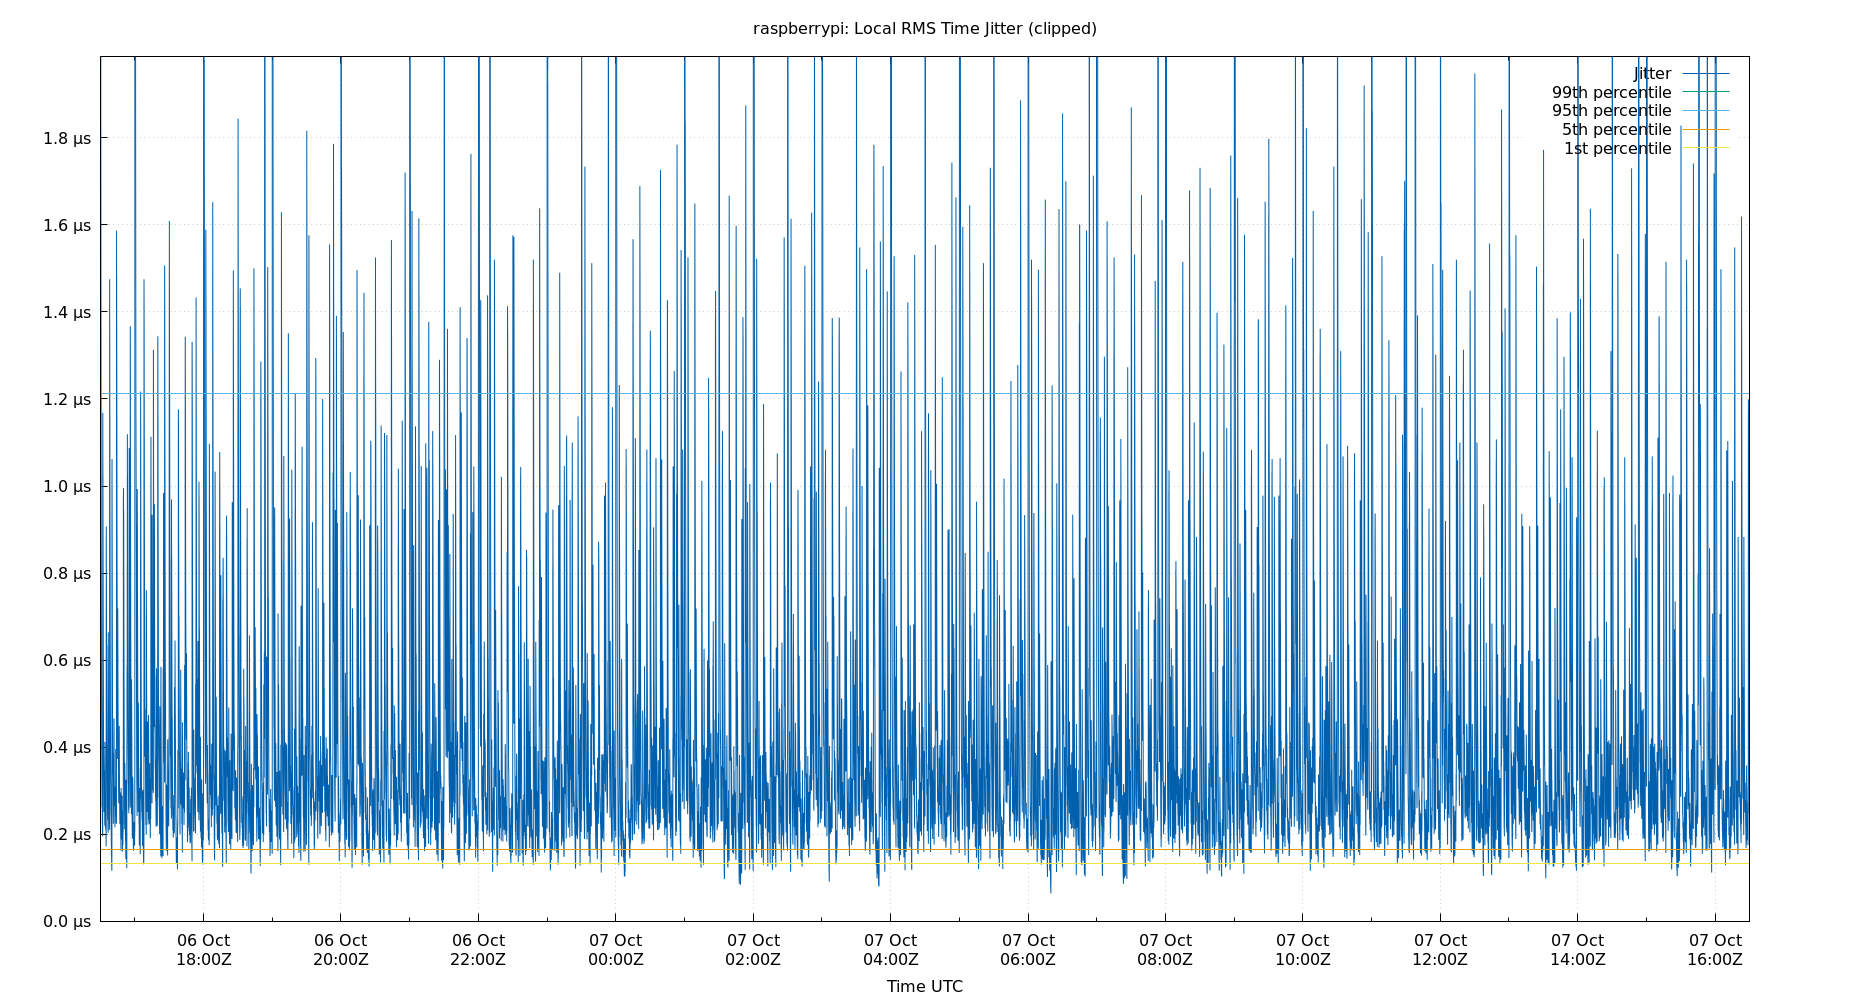 raspberrypi: Local RMS Time Jitter (clipped)
Jitter
99th percentile
95th percentile
5th percentile
1st percentile
1.8 µs
1.6 µs
1.4 µs
1.2 µs
1.0 µs
0.8 µs
0.6 µs
0.4 µs
0.2 µs
0.0 µs
06 Oct 06 Oct 06 Oct 07 Oct 07 Oct 07 Oct 07 Oct 07 Oct 07 Oct 07 Oct 07 Oct 07 Oct
18:00Z 20:00Z 22:00Z 00:00Z 02:00Z 04:00Z 06:00Z 08:00Z 10:00Z 12:00Z 14:00Z 16:00Z
Time UTC